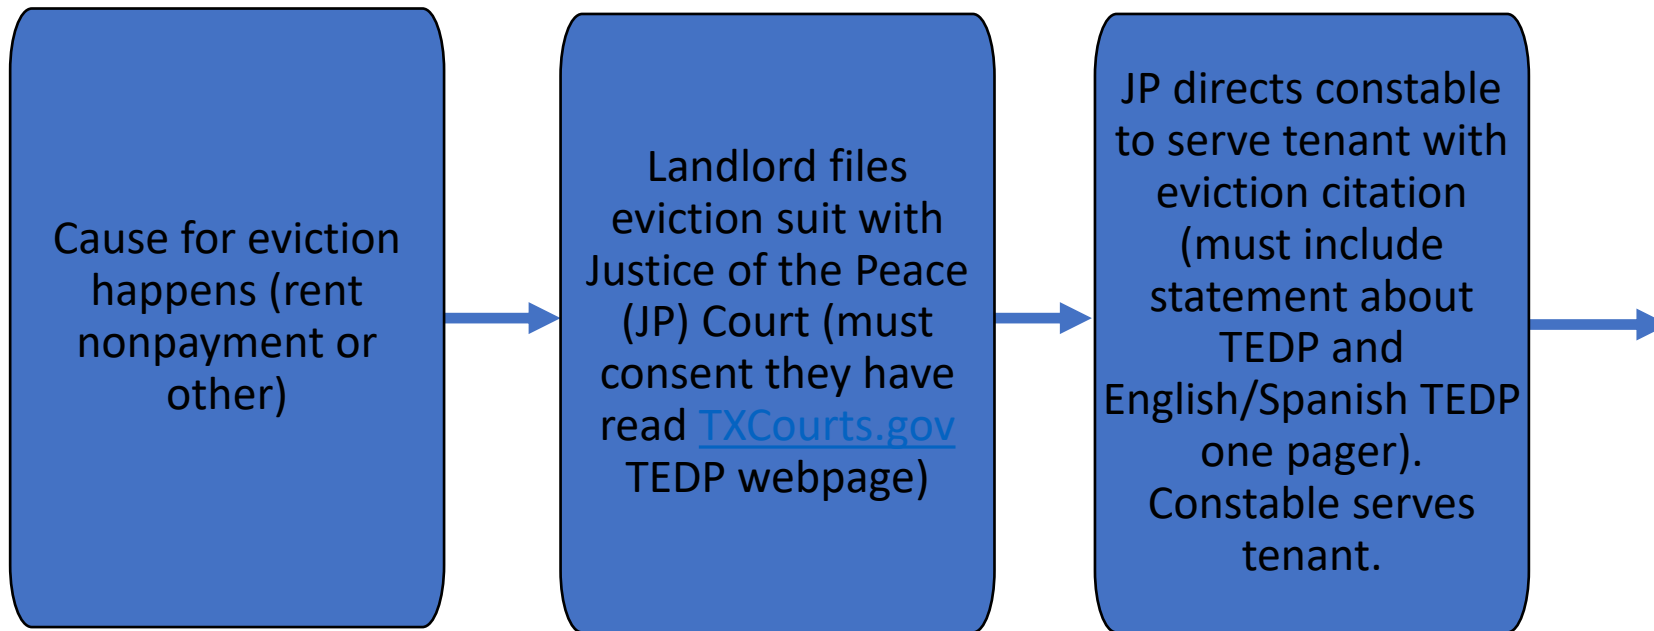 Cause for eviction
happens (rent
nonpayment or
other)
Landlord files
eviction suit with
Justice of the Peace
(JP) Court (must
consent they have
read TXCourts.gov
TEDP webpage)
JP directs constable
to serve tenant with
eviction citation
(must include
statement about
TEDP and
English/Spanish TEDP
one pager).
Constable serves
tenant.